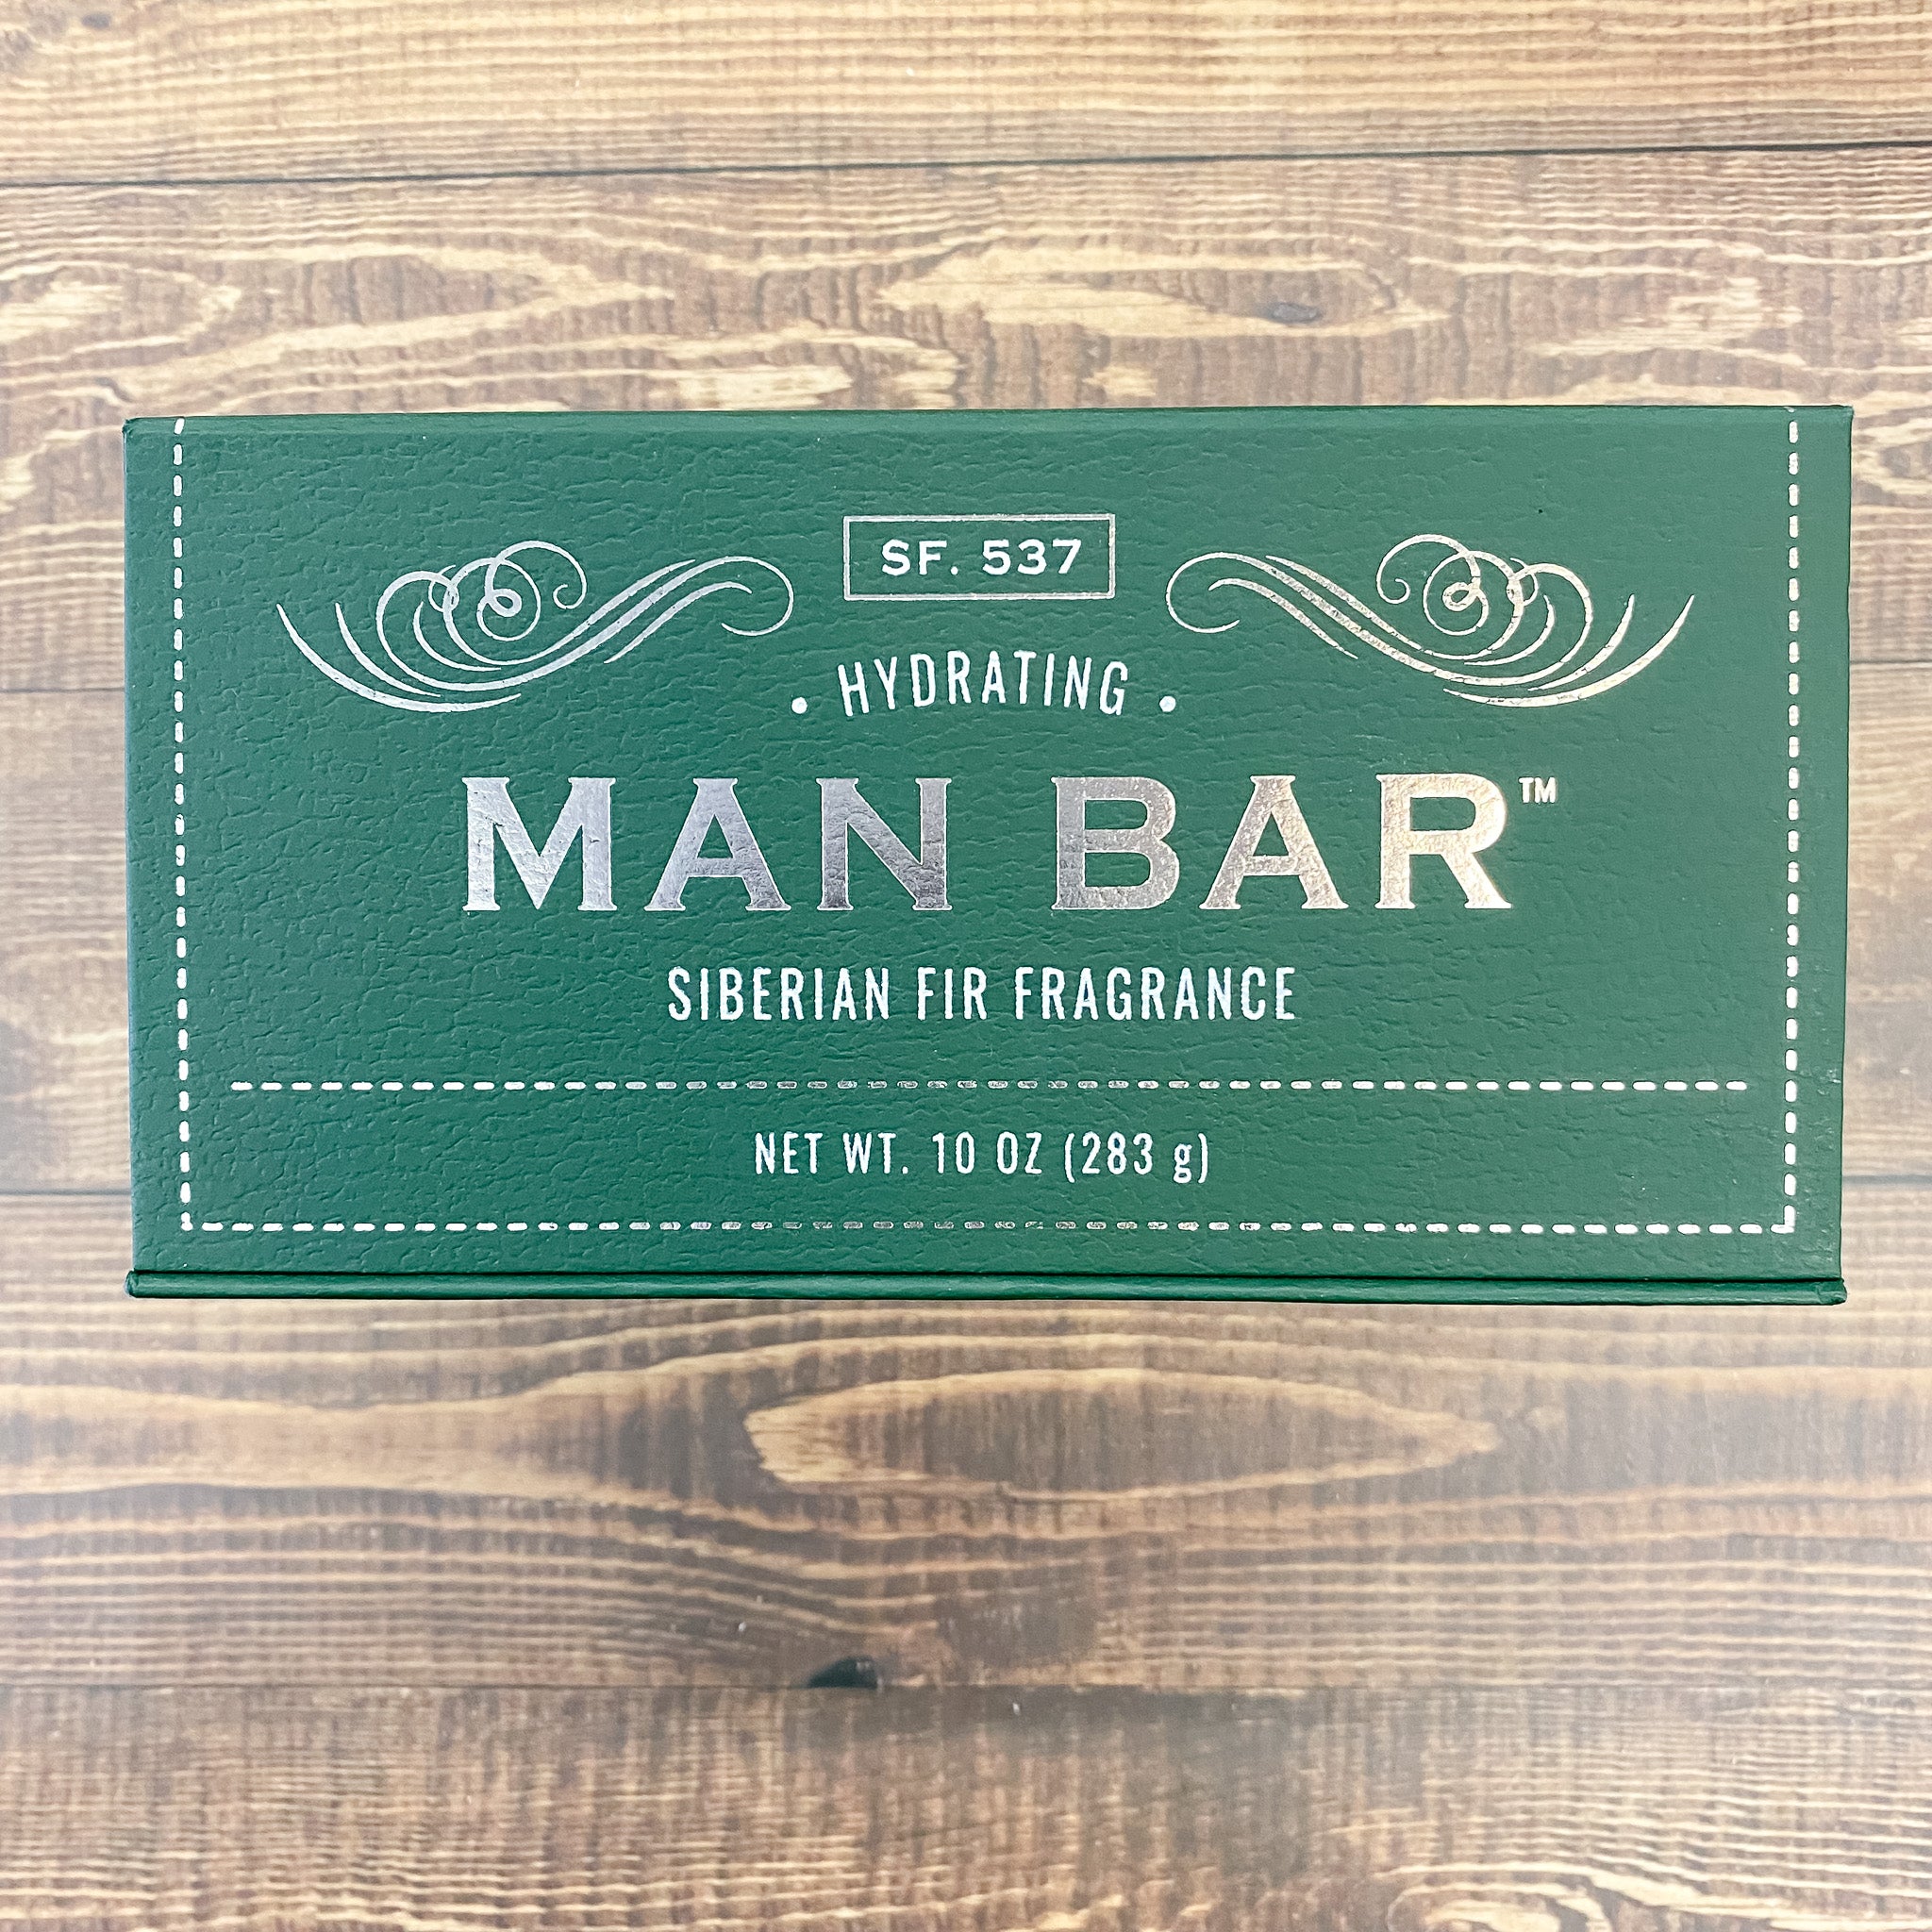 SF. 537
• HYDRATING •
MAN BAR™
SIBERIAN FIR FRAGRANCE
NET WT. 10 OZ (283 g)